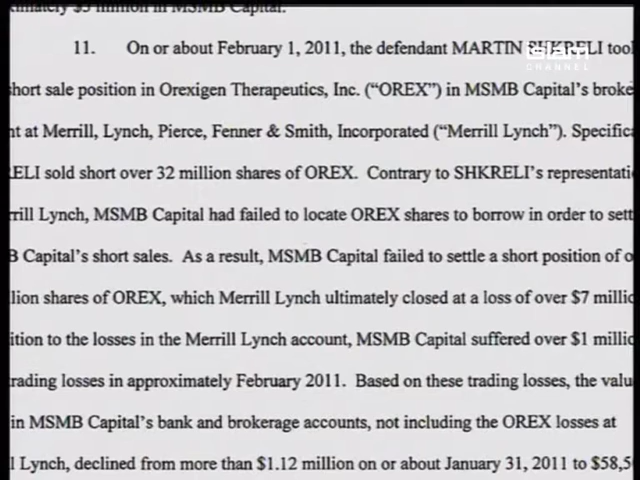 in MSMB Capital.
11. On or about February 1, 2011, the defendant MARTIN SHKRELI took
CHANNEL
short sale position in Orexigen Therapeutics, Inc. (“OREX”) in MSMB Capital’s broke
nt at Merrill, Lynch, Pierce, Fenner & Smith, Incorporated (“Merrill Lynch”). Specifica
RELI sold short over 32 million shares of OREX. Contrary to SHKRELI’s representati
rrill Lynch, MSMB Capital had failed to locate OREX shares to borrow in order to sett
B Capital’s short sales. As a result, MSMB Capital failed to settle a short position of o
lion shares of OREX, which Merrill Lynch ultimately closed at a loss of over $7 millio
ition to the losses in the Merrill Lynch account, MSMB Capital suffered over $1 millio
rading losses in approximately February 2011. Based on these trading losses, the valu
in MSMB Capital’s bank and brokerage accounts, not including the OREX losses at
l Lynch, declined from more than $1.12 million on or about January 31, 2011 to $58,5